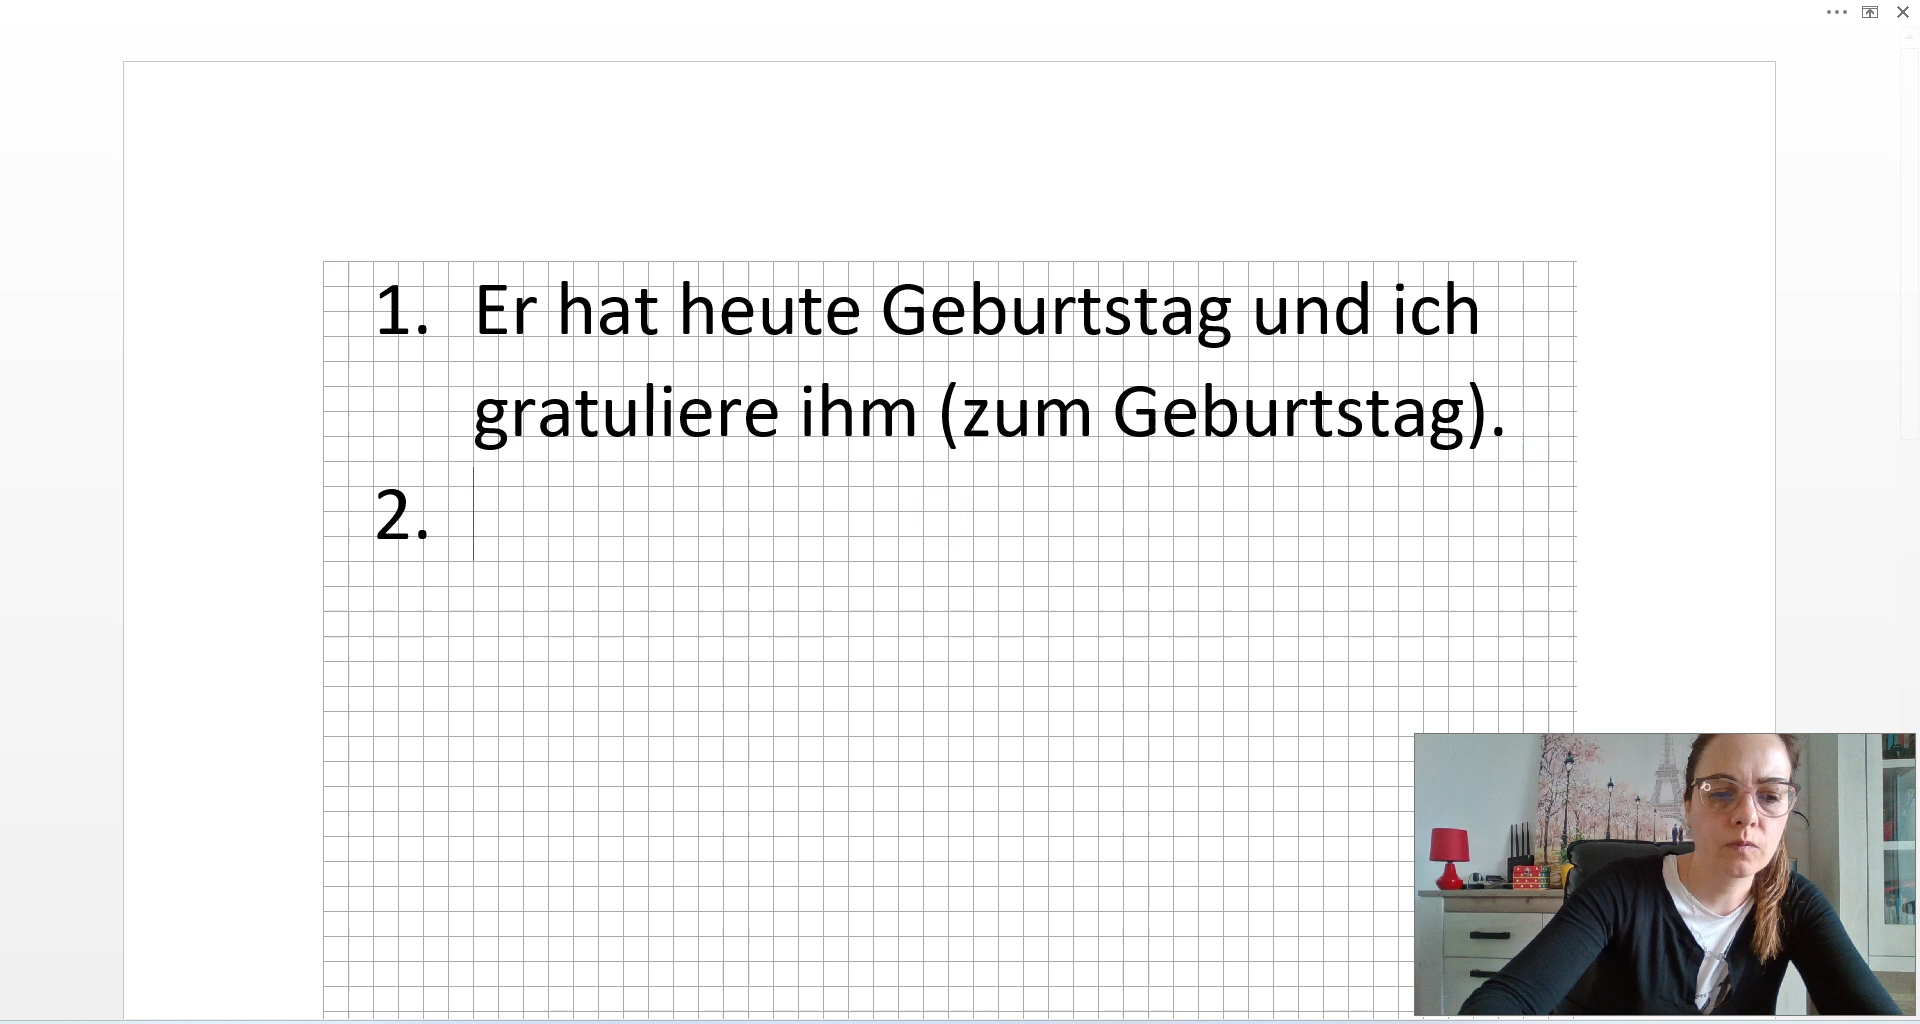 1. Er hat heute Geburtstag und ich
gratuliere ihm (zum Geburtstag).
2.